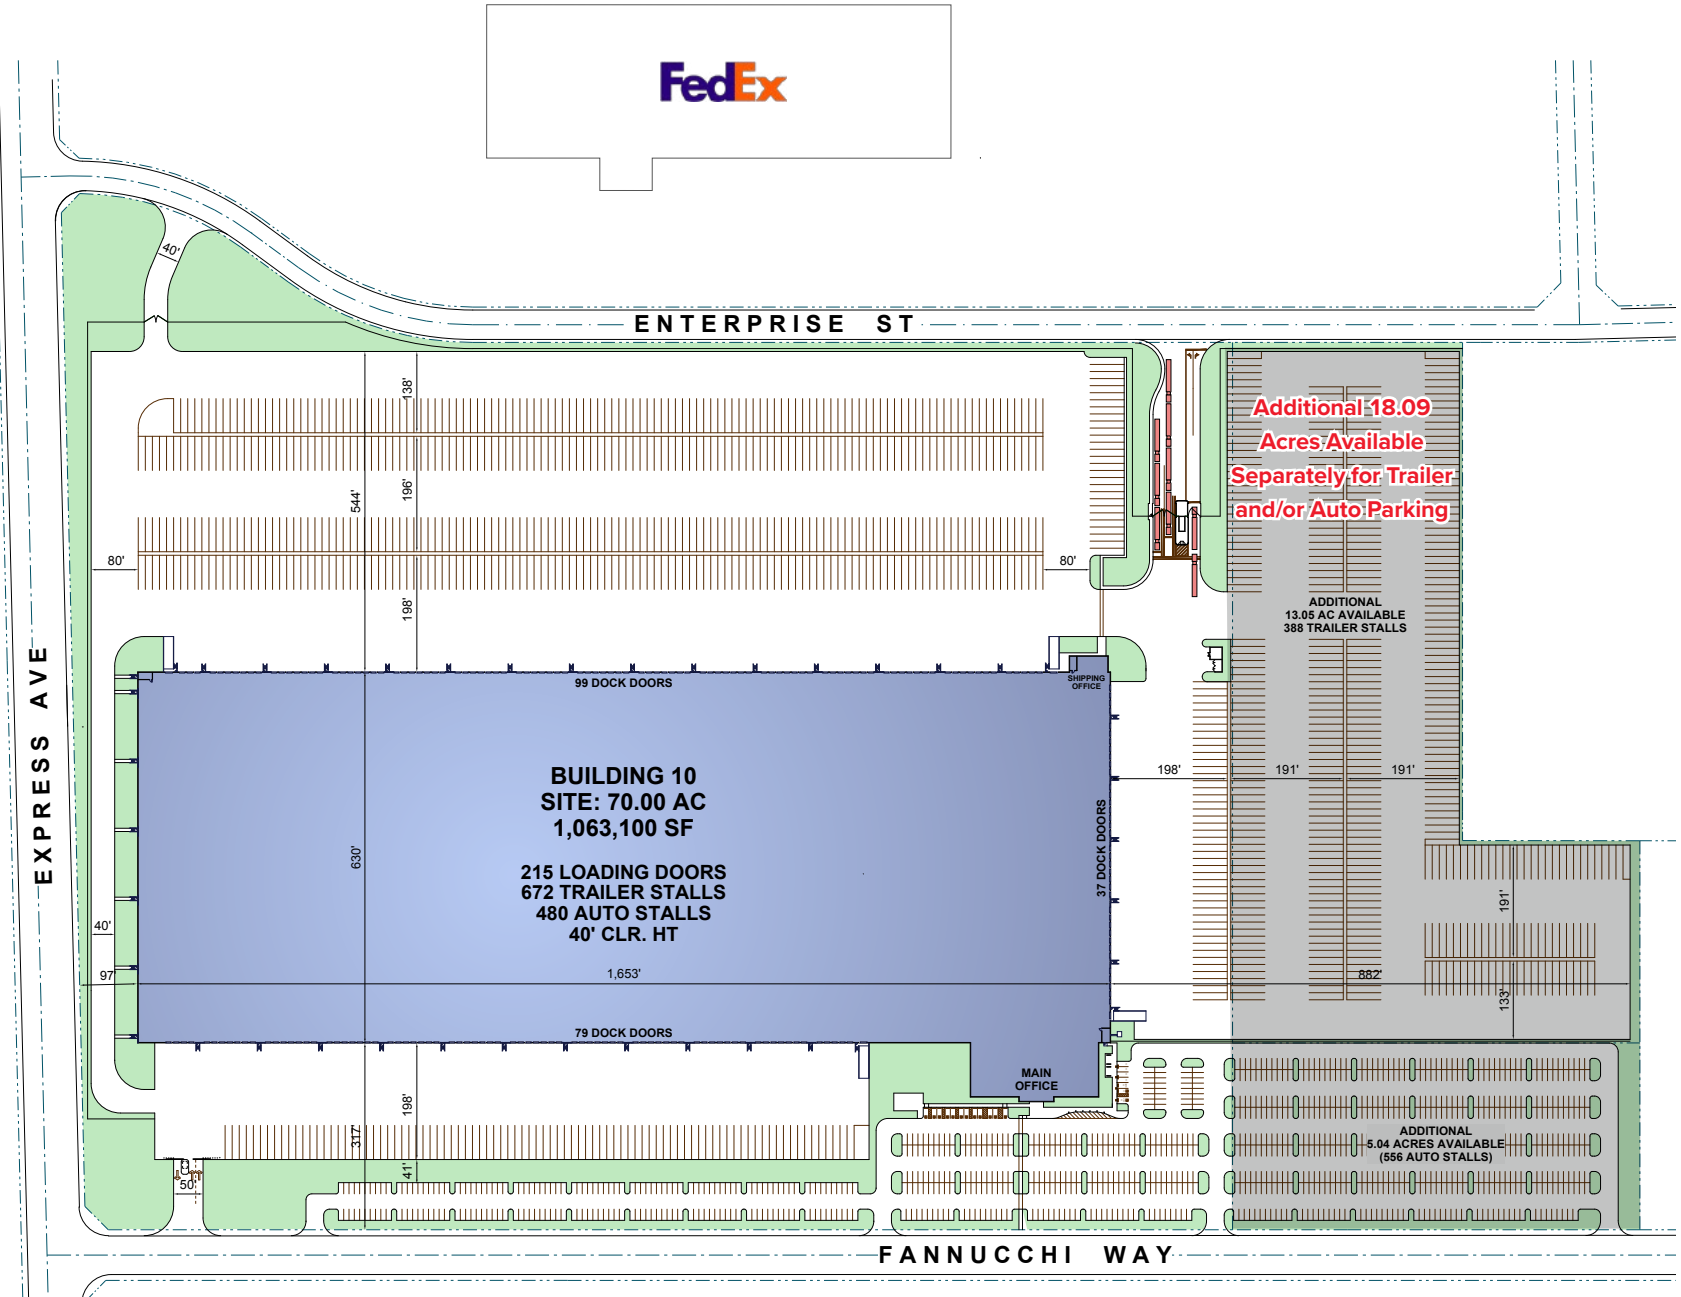 FedEx
40'
ENTERPRISE ST
138'
Additional 18.09
Acres Available
Separately for Trailer
and/or Auto Parking
544'
196'
80'
80'
198'
ADDITIONAL
13.05 AC AVAILABLE
388 TRAILER STALLS
EXPRESS AVE
99 DOCK DOORS
SHIPPING
OFFICE
BUILDING 10
SITE: 70.00 AC
1,063,100 SF
198'
191'
191'
37 DOCK DOORS
630'
215 LOADING DOORS
672 TRAILER STALLS
480 AUTO STALLS
40' CLR. HT
191'
40'
97'
1,653'
882'
133'
79 DOCK DOORS
MAIN
OFFICE
198'
317'
41'
50'
ADDITIONAL
5.04 ACRES AVAILABLE
(556 AUTO STALLS)
FANNUCCHI WAY